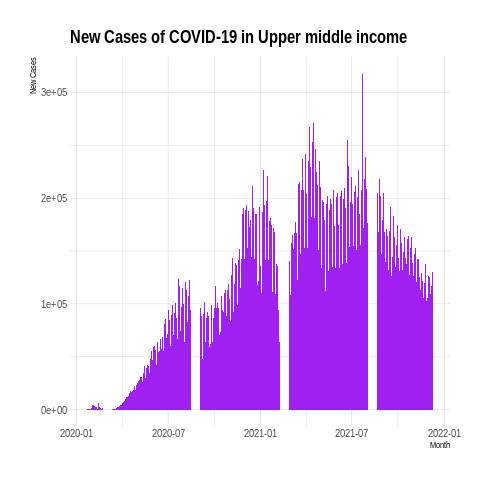 New Cases of COVID-19 in Upper middle income
New Cases
3e+05
2e+05
1e+05
0e+00
2020-01 2020-07 2021-01 2021-07 2022-01
Month